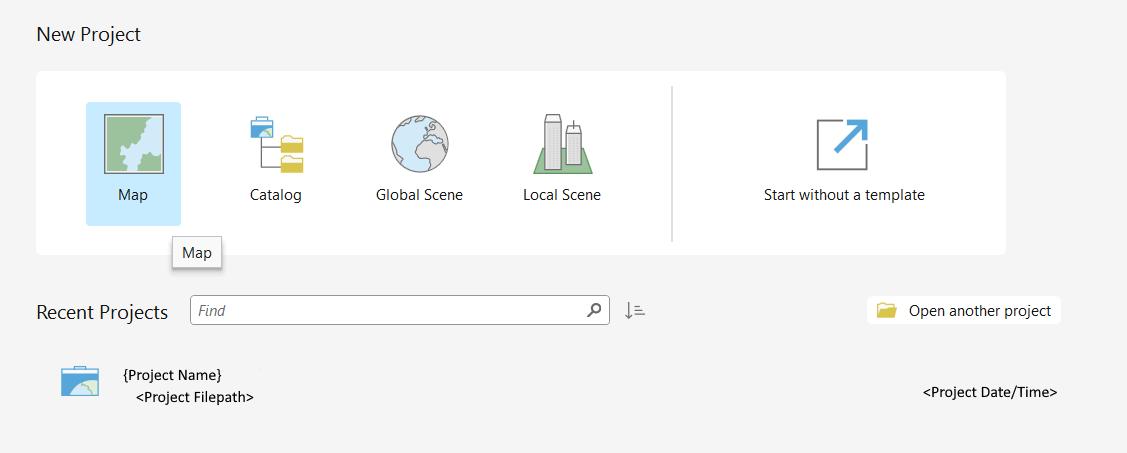 New Project
Map
Catalog
Global Scene
Local Scene
Start without a template
Map
Recent Projects
Find
Open another project
{Project Name}
<Project Filepath>
<Project Date/Time>